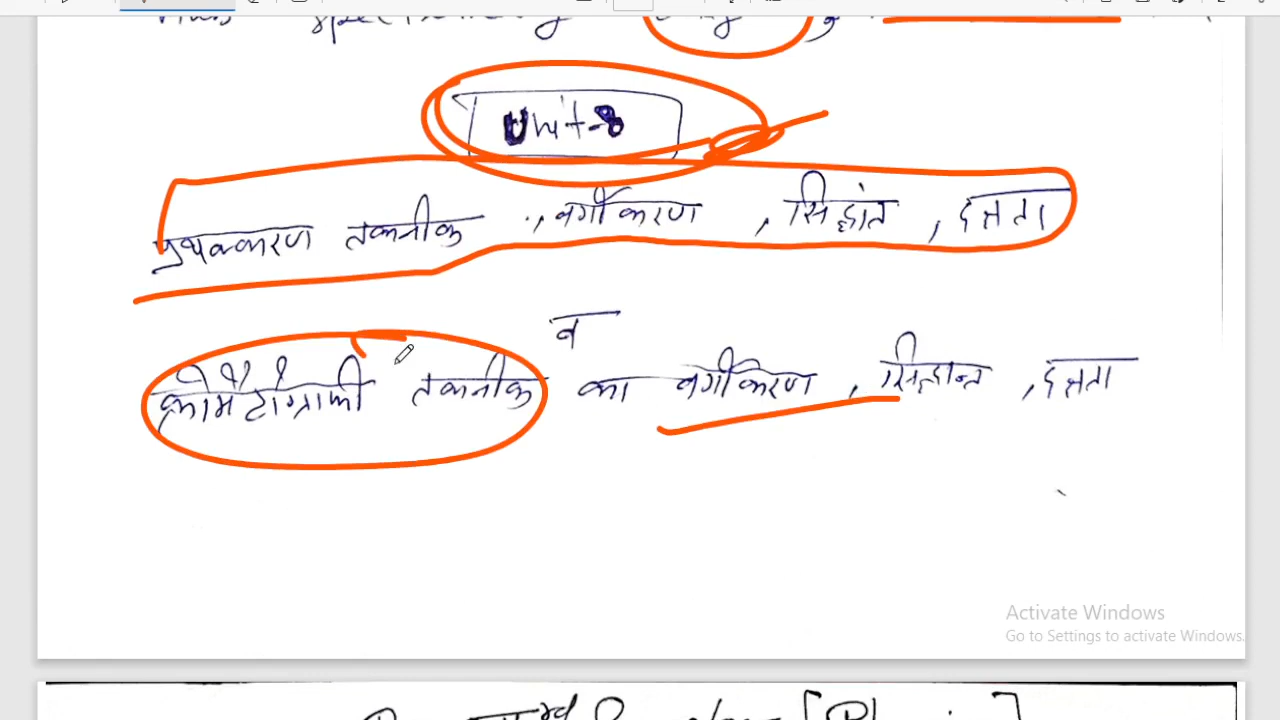 Unit-8
पृथक्करण तकनीक , वर्गीकरण , सिद्धांत , दक्षता
व
क्रोमैटोग्राफी तकनीक का वर्गीकरण , सिद्धान्त , दक्षता
Activate Windows
Go to Settings to activate Windows.